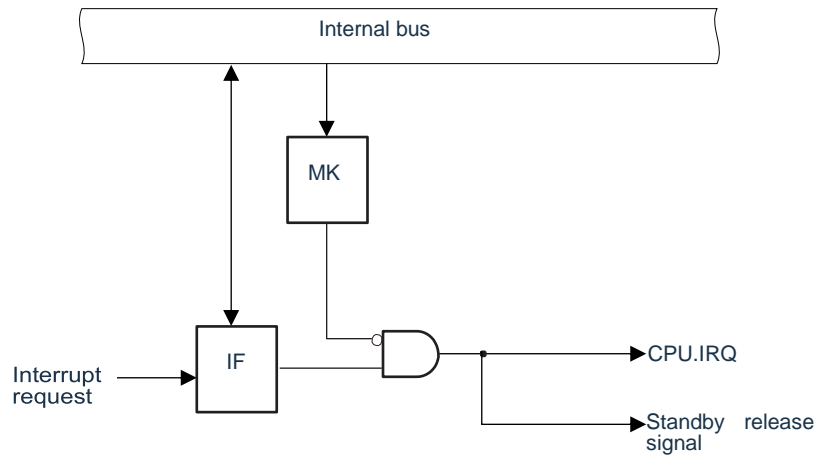 Internal bus
MK
IF
Interrupt
request
CPU.IRQ
Standby release
signal